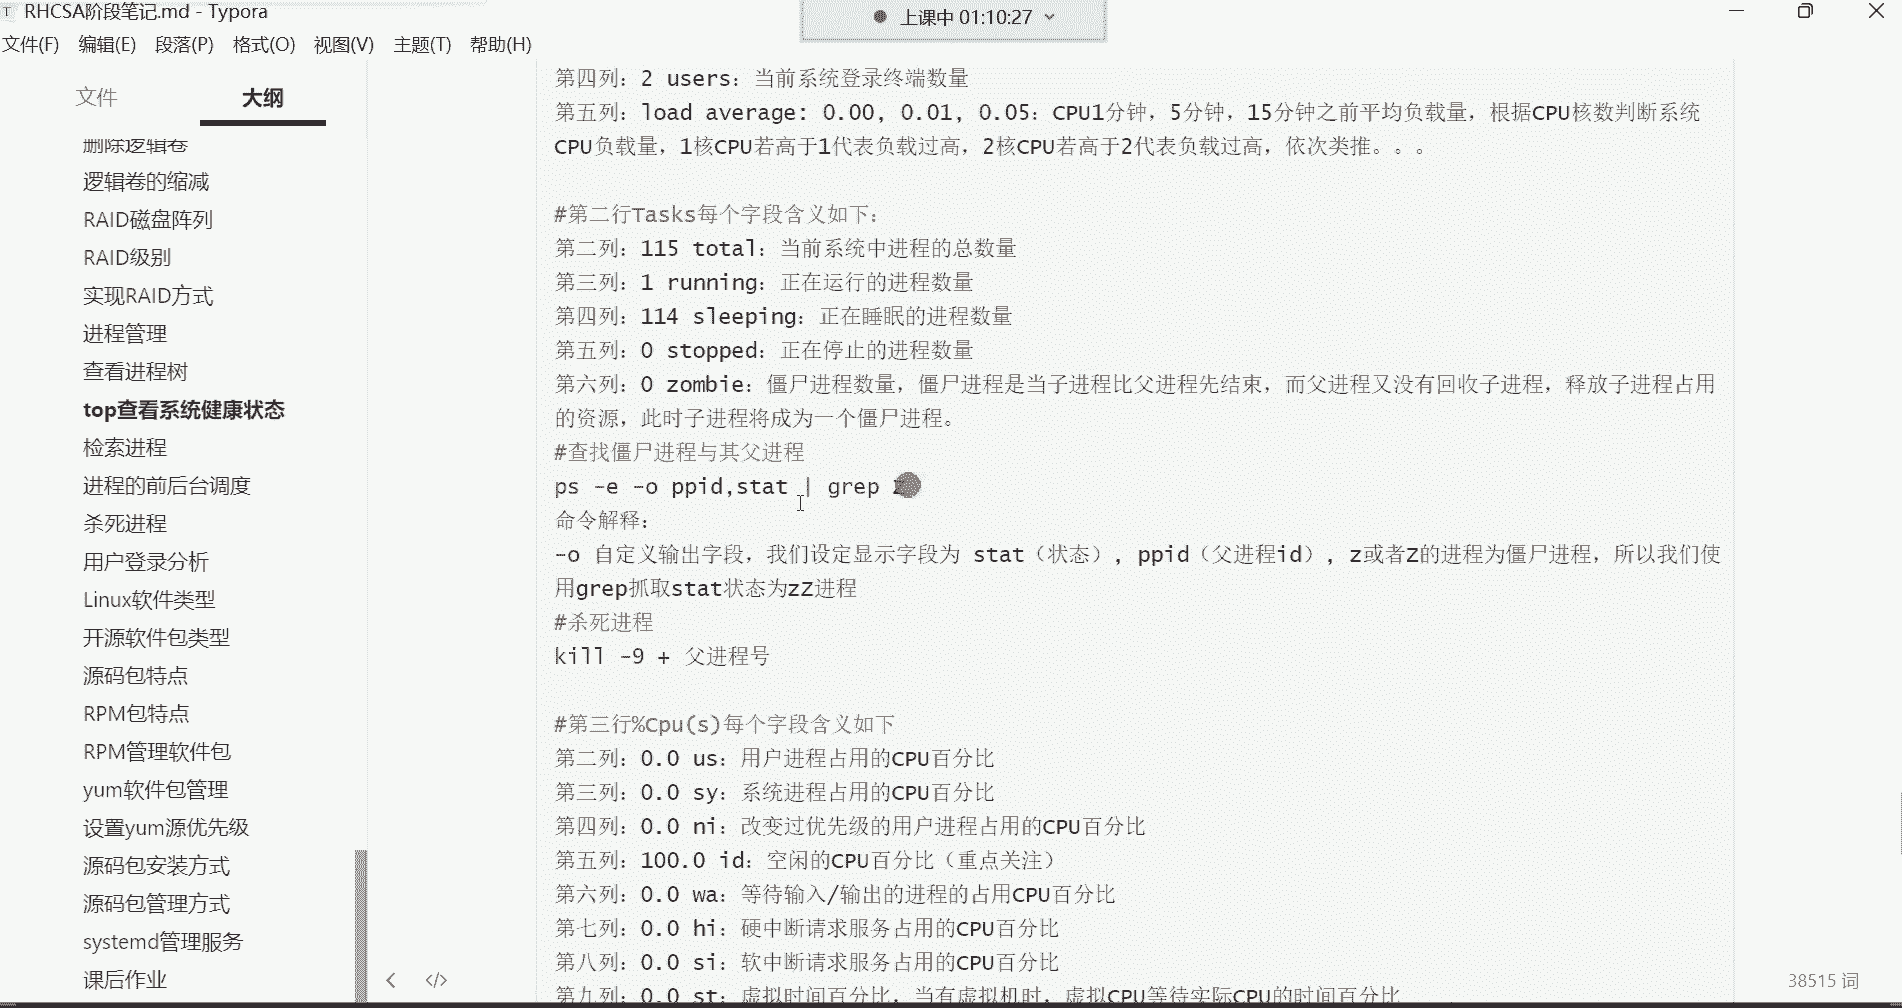 RHCSA阶段笔记.md - Typora
上课中 01:10:27
文件(F) 编辑(E) 段落(P) 格式(O) 视图(V) 主题(T) 帮助(H)
文件 大纲
删除逻辑卷
逻辑卷的缩减
RAID磁盘阵列
RAID级别
实现RAID方式
进程管理
查看进程树
top查看系统健康状态
检索进程
进程的前后台调度
杀死进程
用户登录分析
Linux软件类型
开源软件包类型
源码包特点
RPM包特点
RPM管理软件包
yum软件包管理
设置yum源优先级
源码包安装方式
源码包管理方式
systemd管理服务
课后作业
第四列：2 users：当前系统登录终端数量
第五列：load average: 0.00, 0.01, 0.05：CPU1分钟，5分钟，15分钟之前平均负载量，根据CPU核数判断系统
CPU负载量，1核CPU若高于1代表负载过高，2核CPU若高于2代表负载过高，依次类推。。。
#第二行Tasks每个字段含义如下：
第二列：115 total：当前系统中进程的总数量
第三列：1 running：正在运行的进程数量
第四列：114 sleeping：正在睡眠的进程数量
第五列：0 stopped：正在停止的进程数量
第六列：0 zombie：僵尸进程数量，僵尸进程是当子进程比父进程先结束，而父进程又没有回收子进程，释放子进程占用
的资源，此时子进程将成为一个僵尸进程。
#查找僵尸进程与其父进程
ps -e -o ppid,stat | grep
命令解释：
-o 自定义输出字段，我们设定显示字段为 stat（状态）, ppid（父进程id）, z或者Z的进程为僵尸进程，所以我们使
用grep抓取stat状态为zZ进程
#杀死进程
kill -9 + 父进程号
#第三行%Cpu(s)每个字段含义如下
第二列：0.0 us：用户进程占用的CPU百分比
第三列：0.0 sy：系统进程占用的CPU百分比
第四列：0.0 ni：改变过优先级的用户进程占用的CPU百分比
第五列：100.0 id：空闲的CPU百分比（重点关注）
第六列：0.0 wa：等待输入/输出的进程的占用CPU百分比
第七列：0.0 hi：硬中断请求服务占用的CPU百分比
第八列：0.0 si：软中断请求服务占用的CPU百分比
第九列：0.0 st：虚拟时间百分比，当有虚拟机时，虚拟CPU等待实际CPU的时间百分比
38515 词